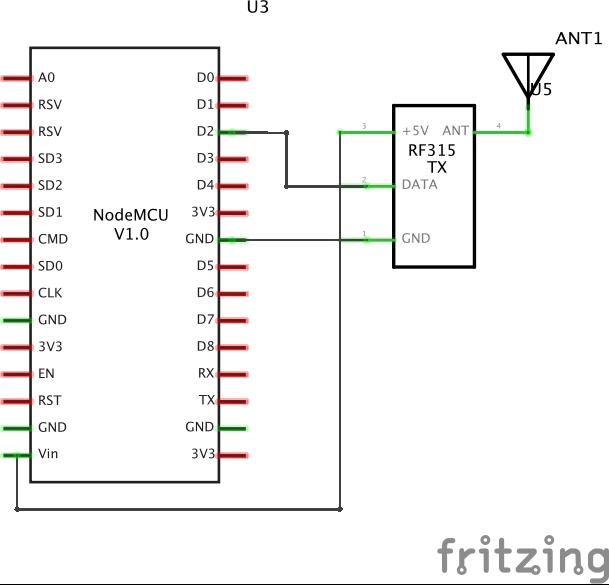 U3
ANT1
U5
A0 D0
RSV D1
RSV D2
SD3 D3
SD2 D4
SD1 3V3
CMD GND
SD0 D5
CLK D6
GND D7
3V3 D8
EN RX
RST TX
GND GND
Vin 3V3
NodeMCU
V1.0
3 +5V ANT 4
RF315
TX
2 DATA
1 GND
fritzing